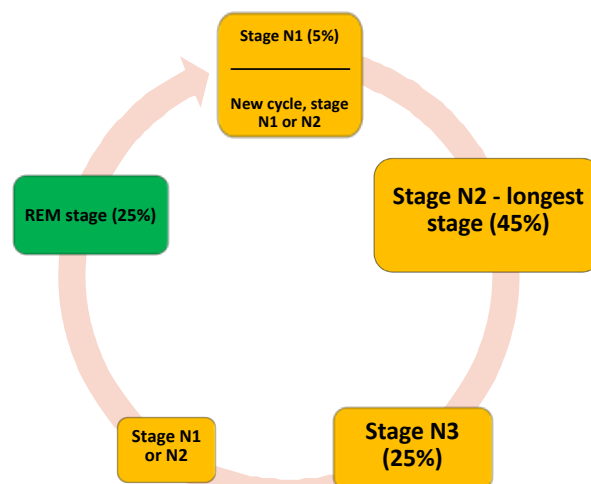 Stage N1 (5%)
New cycle, stage
N1 or N2
Stage N2 - longest
stage (45%)
Stage N3
(25%)
Stage N1
or N2
REM stage (25%)